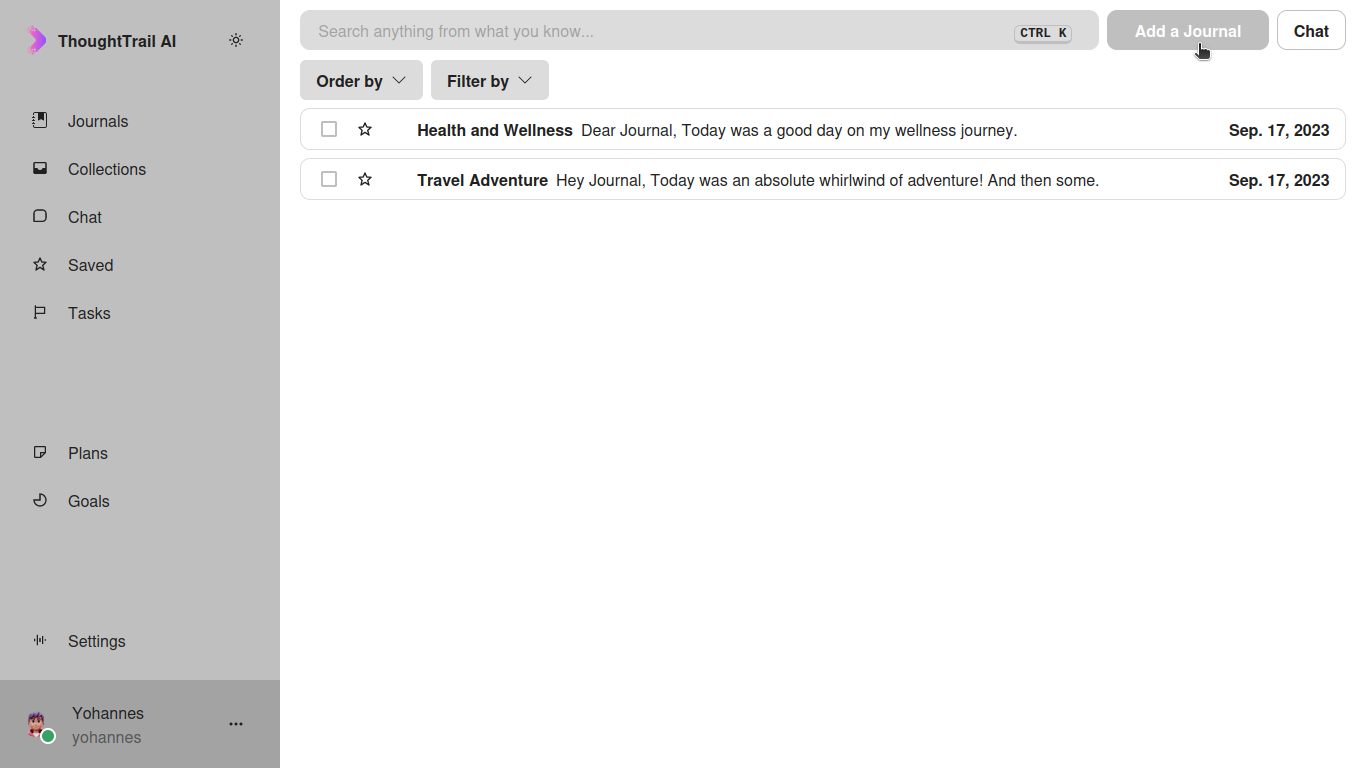 ThoughtTrail AI
Journals
Collections
Chat
Saved
Tasks
Plans
Goals
Settings
Yohannes
yohannes
Search anything from what you know... CTRL K
Add a Journal
Chat
Order by
Filter by
Health and Wellness Dear Journal, Today was a good day on my wellness journey. Sep. 17, 2023
Travel Adventure Hey Journal, Today was an absolute whirlwind of adventure! And then some. Sep. 17, 2023